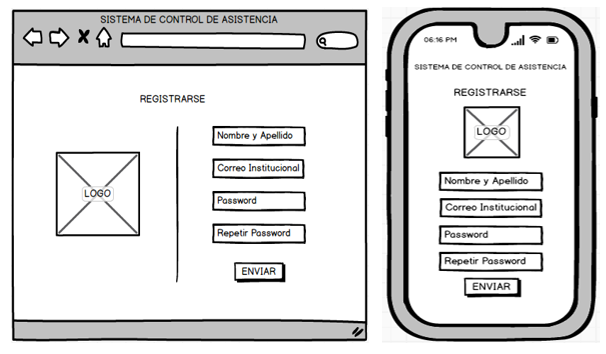 SISTEMA DE CONTROL DE ASISTENCIA
REGISTRARSE
LOGO
Nombre y Apellido
Correo Institucional
Password
Repetir Password
ENVIAR
06:16 PM
SISTEMA DE CONTROL DE ASISTENCIA
REGISTRARSE
LOGO
Nombre y Apellido
Correo Institucional
Password
Repetir Password
ENVIAR